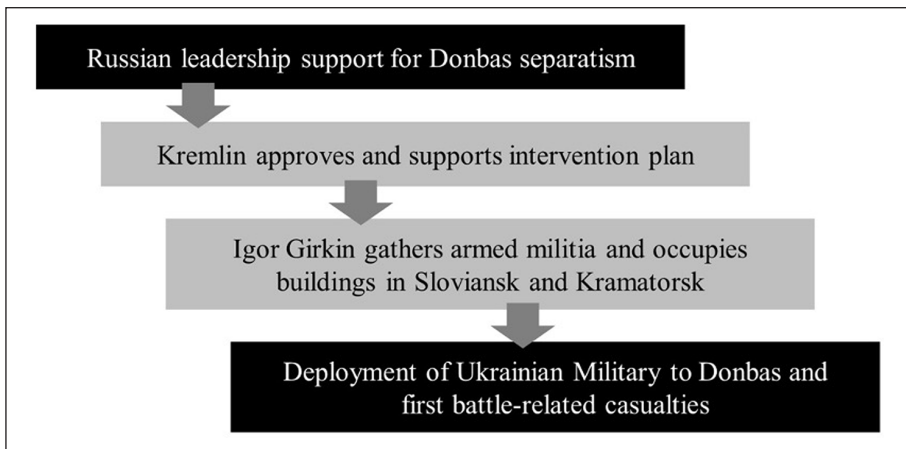 Russian leadership support for Donbas separatism
Kremlin approves and supports intervention plan
Igor Girkin gathers armed militia and occupies
buildings in Sloviansk and Kramatorsk
Deployment of Ukrainian Military to Donbas and
first battle-related casualties